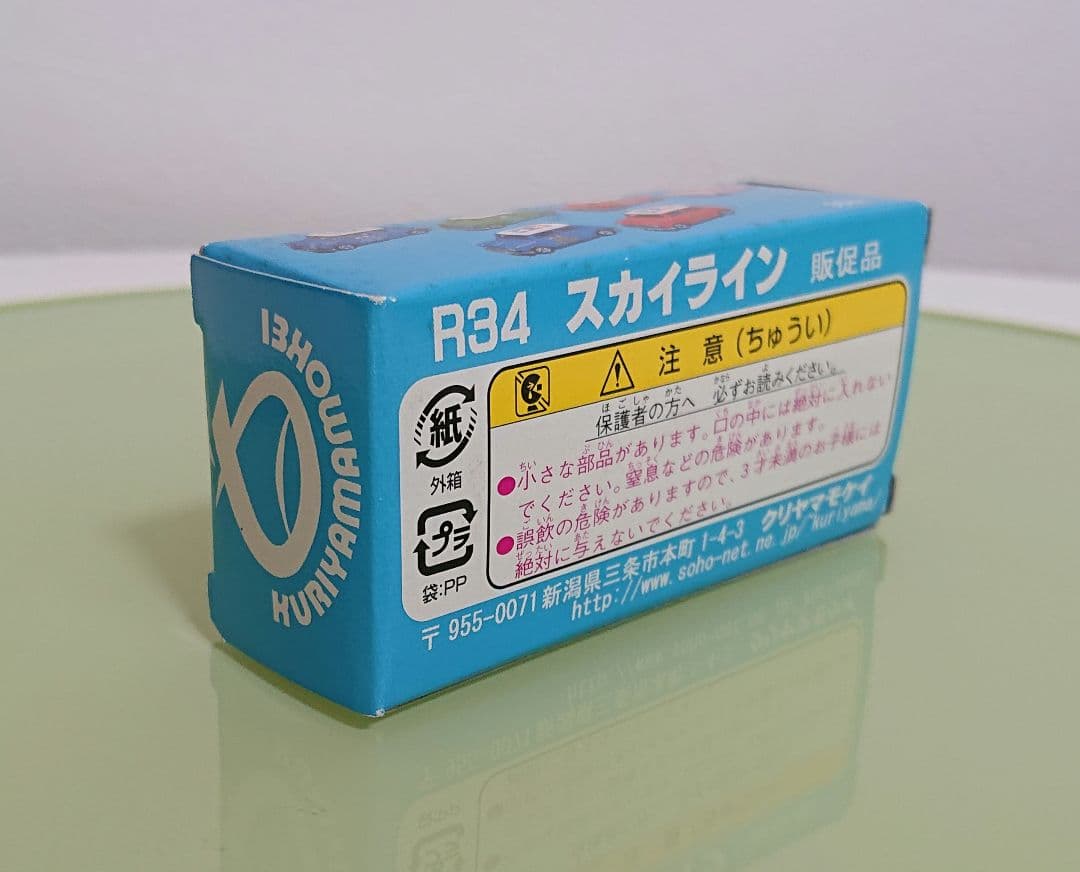 KURIYAMAWOHEI
R34 スカイライン 販促品
注意(ちゅうい)
保護者の方へ 必ずお読みください。
●小さな部品があります。口の中には絶対に入れない
でください。窒息などの危険があります。
●誤飲の危険がありますので、3才未満のお子様には
絶対に与えないでください。
紙
外箱
プラ
袋:PP
〒955-0071 新潟県三条市本町1-4-3 クリヤマモケイ
http://www.soho-net.ne.jp/~kuriyama/